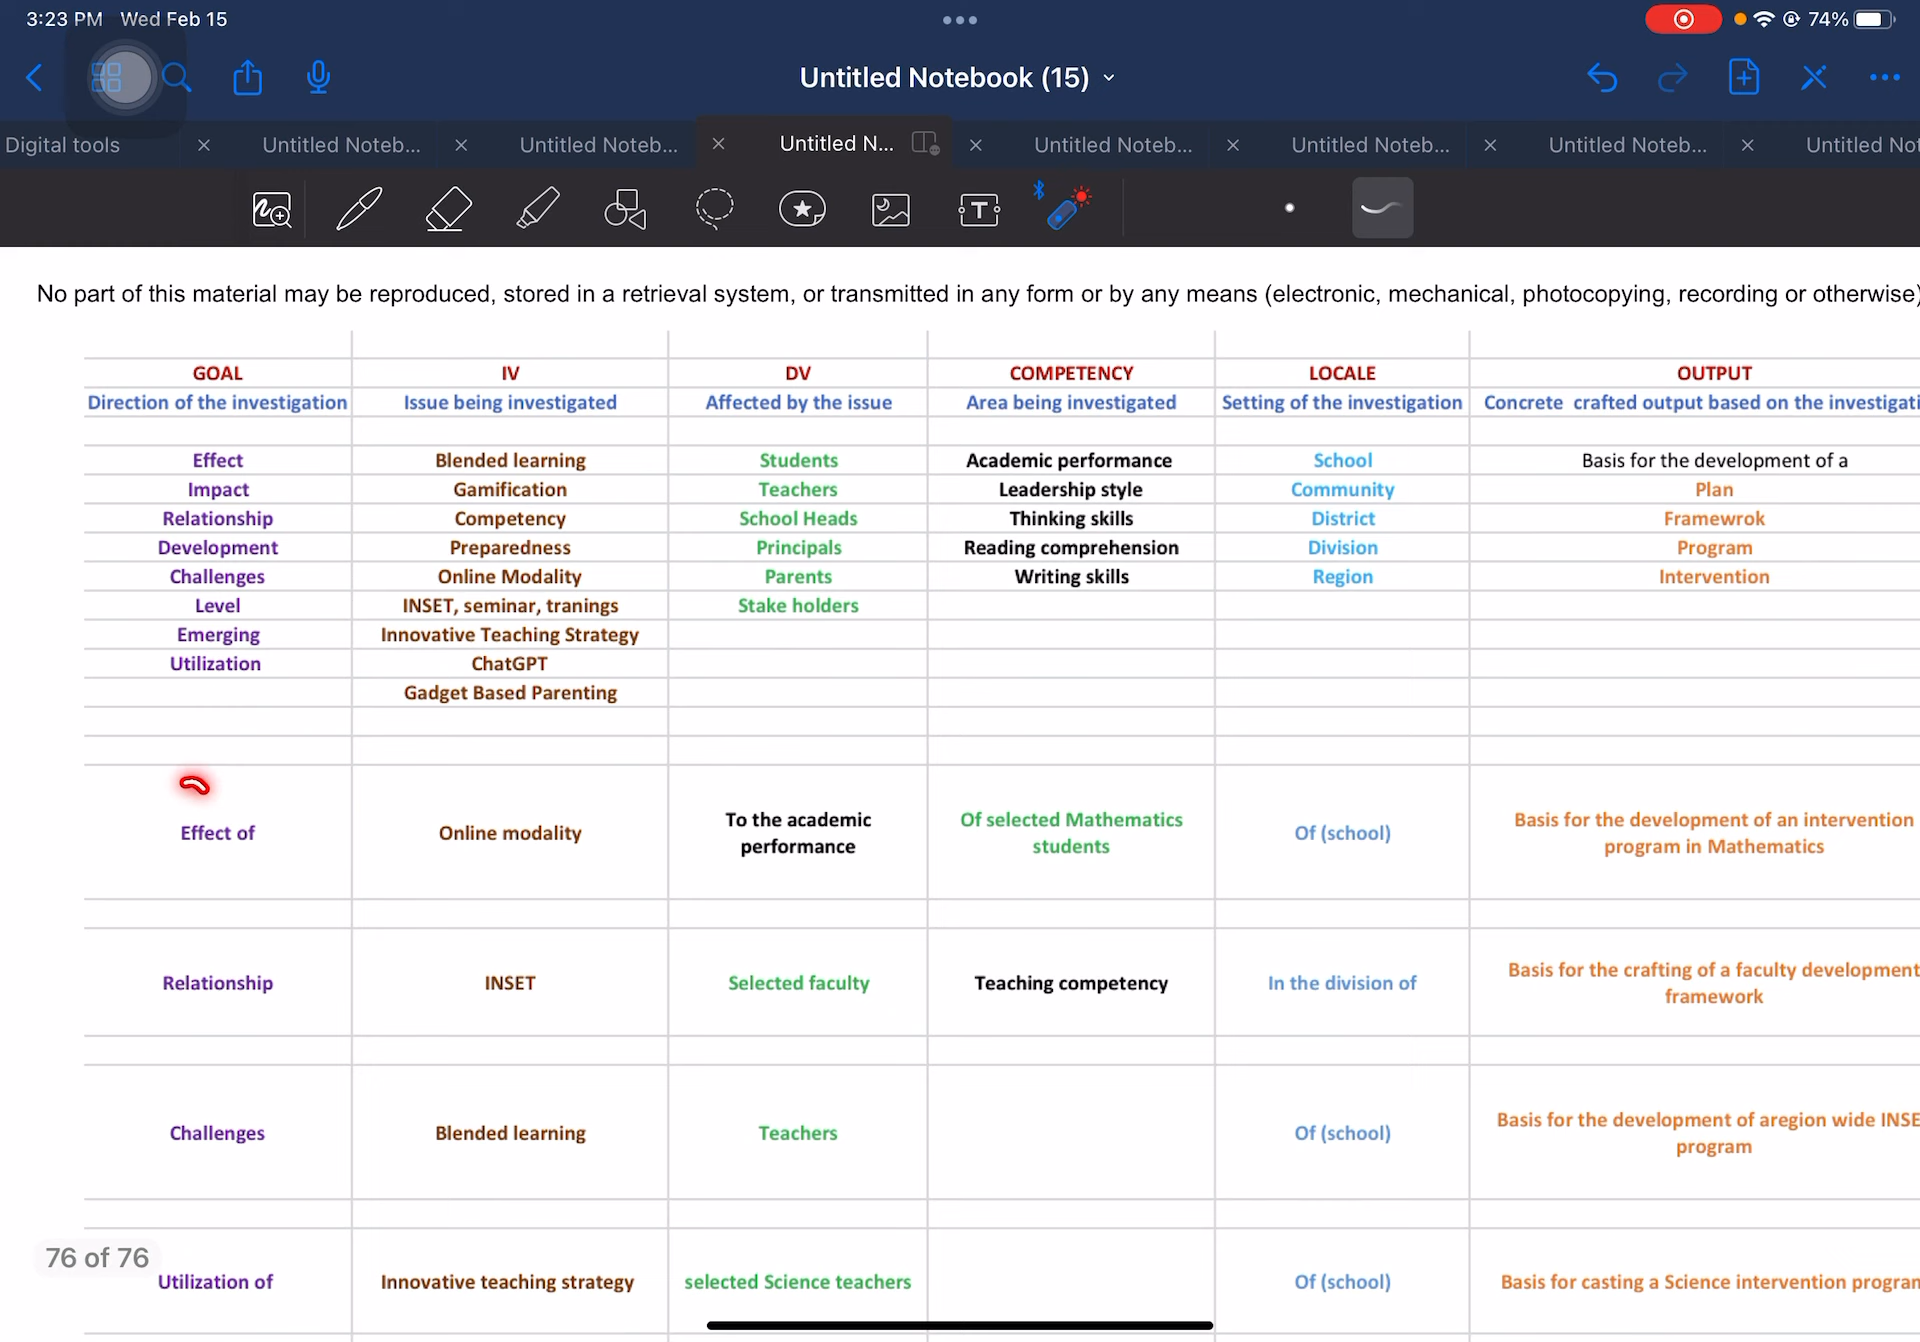 3:23 PM Wed Feb 15
74%
Untitled Notebook (15)
Digital tools
Untitled Noteb...
Untitled Noteb...
Untitled N...
Untitled Noteb...
Untitled Noteb...
Untitled Noteb...
Untitled Not
No part of this material may be reproduced, stored in a retrieval system, or transmitted in any form or by any means (electronic, mechanical, photocopying, recording or otherwise)
GOAL IV DV COMPETENCY LOCALE OUTPUT
Direction of the investigation Issue being investigated Affected by the issue Area being investigated Setting of the investigation Concrete crafted output based on the investigati
Effect Blended learning Students Academic performance School Basis for the development of a
Impact Gamification Teachers Leadership style Community Plan
Relationship Competency School Heads Thinking skills District Framewrok
Development Preparedness Principals Reading comprehension Division Program
Challenges Online Modality Parents Writing skills Region Intervention
Level INSET, seminar, tranings Stake holders
Emerging Innovative Teaching Strategy
Utilization ChatGPT
Gadget Based Parenting
Effect of
Online modality
To the academic
performance
Of selected Mathematics
students
Of (school)
Basis for the development of an intervention
program in Mathematics
Relationship
INSET
Selected faculty
Teaching competency
In the division of
Basis for the crafting of a faculty development
framework
Challenges
Blended learning
Teachers
Of (school)
Basis for the development of aregion wide INSE
program
76 of 76
Utilization of
Innovative teaching strategy
selected Science teachers
Of (school)
Basis for casting a Science intervention program